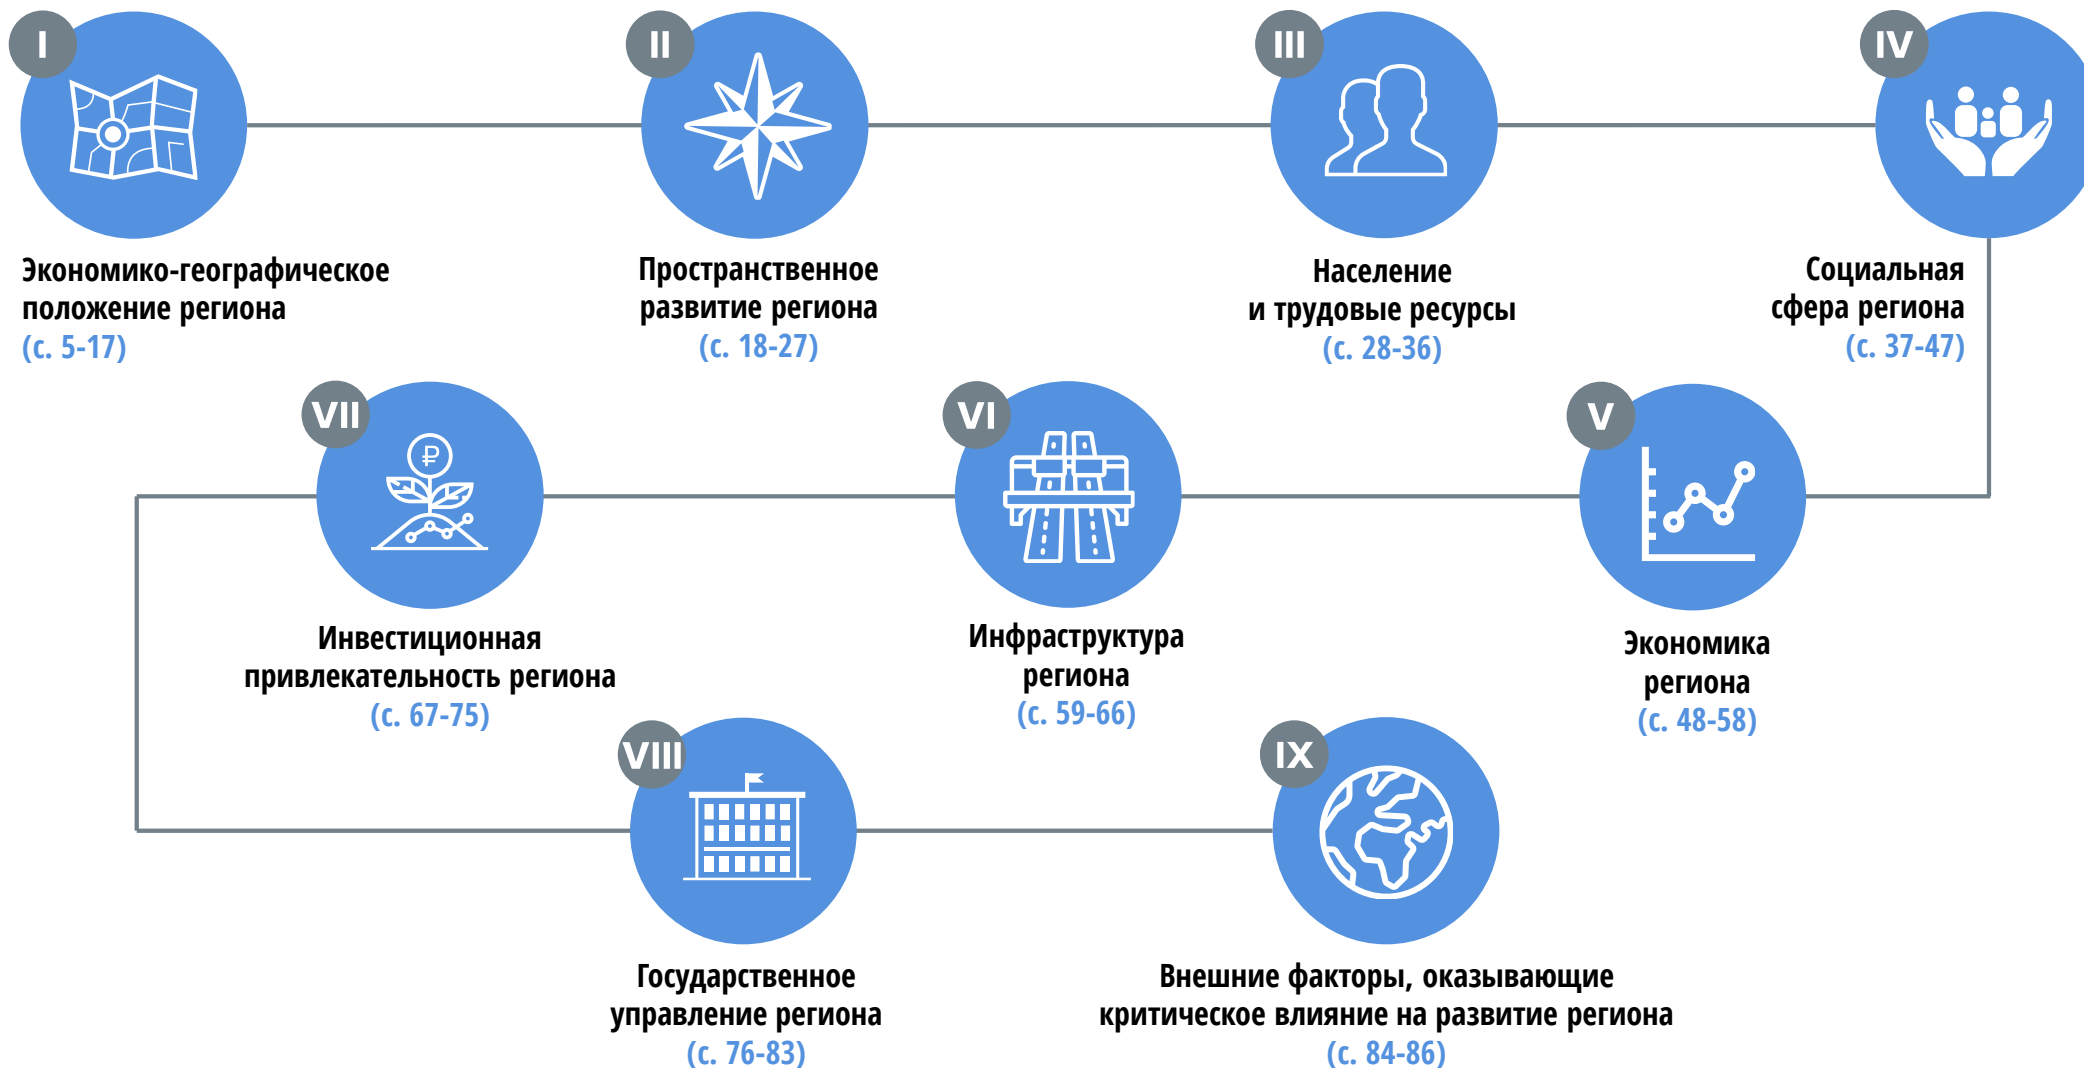 I
Экономико-географическое
положение региона
(с. 5-17)
II
Пространственное
развитие региона
(с. 18-27)
III
Население
и трудовые ресурсы
(с. 28-36)
IV
Социальная
сфера региона
(с. 37-47)
V
Экономика
региона
(с. 48-58)
VI
Инфраструктура
региона
(с. 59-66)
VII
₽
Инвестиционная
привлекательность региона
(с. 67-75)
VIII
Государственное
управление региона
(с. 76-83)
IX
Внешние факторы, оказывающие
критическое влияние на развитие региона
(с. 84-86)